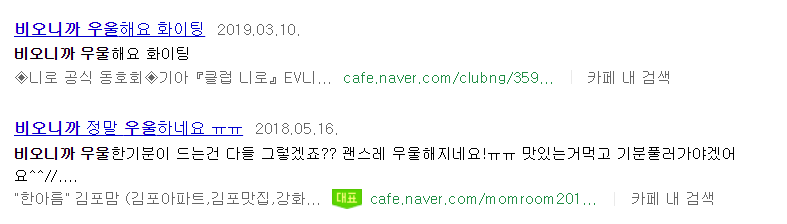 비오니까 우울해요 화이팅 2019.03.10.
비오니까 우울해요 화이팅
◈니로 공식 동호회◈기아 『클럽 니로』 EV니... cafe.naver.com/clubng/359... 카페 내 검색
비오니까 정말 우울하네요 ㅠㅠ 2018.05.16.
비오니까 우울한기분이 드는건 다들 그렇겠죠?? 괜스레 우울해지네요!ㅠㅠ 맛있는거먹고 기분풀러가야겠어
요^^//....
"한아름" 김포맘 (김포아파트,김포맛집,강화... 대표 cafe.naver.com/momroom201... 카페 내 검색